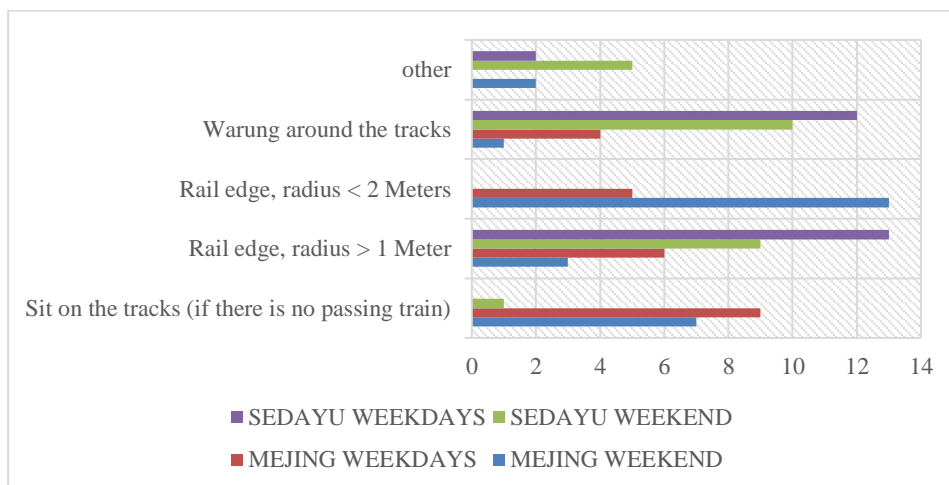 other
Warung around the tracks
Rail edge, radius < 2 Meters
Rail edge, radius > 1 Meter
Sit on the tracks (if there is no passing train)
0 2 4 6 8 10 12 14
SEDAYU WEEKDAYS SEDAYU WEEKEND
MEJING WEEKDAYS MEJING WEEKEND